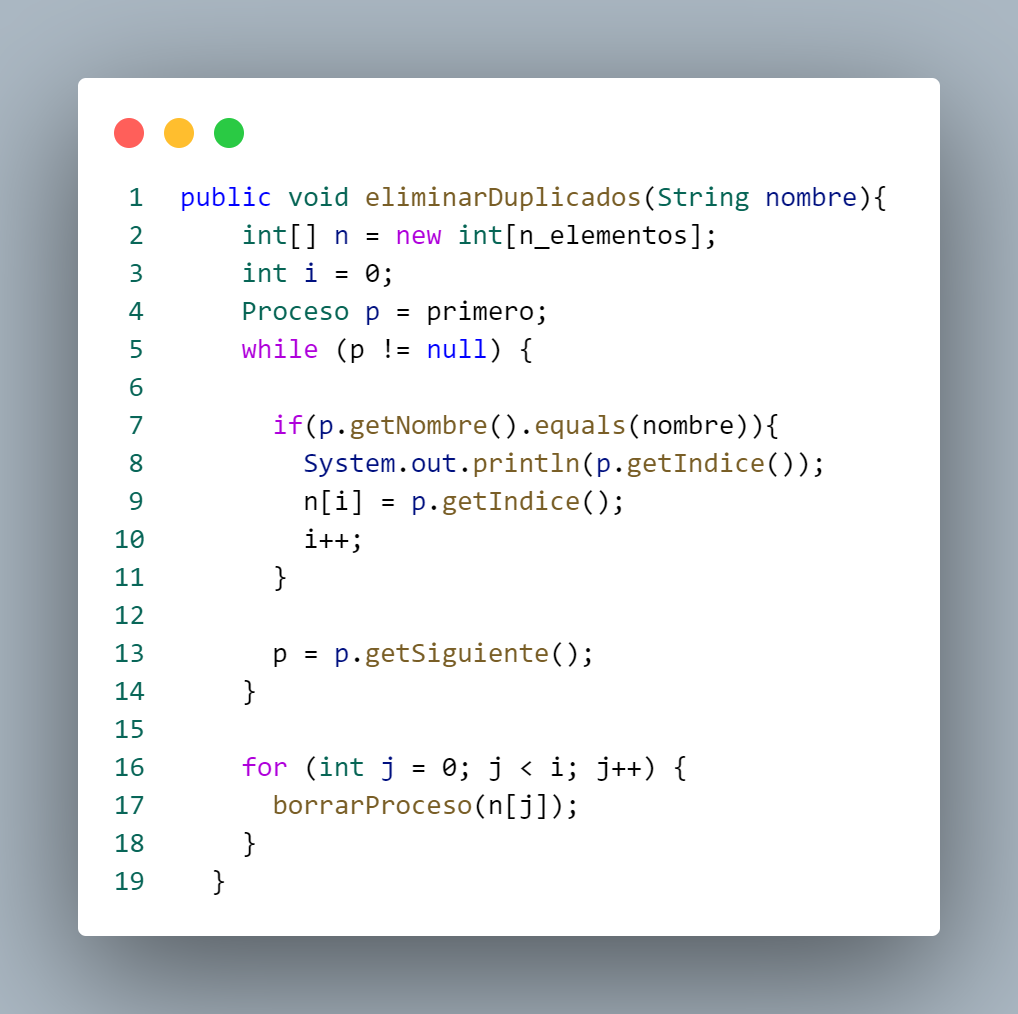 1 public void eliminarDuplicados(String nombre){
2 int[] n = new int[n_elementos];
3 int i = 0;
4 Proceso p = primero;
5 while (p != null) {
6
7 if(p.getNombre().equals(nombre)){
8 System.out.println(p.getIndice());
9 n[i] = p.getIndice();
10 i++;
11 }
12
13 p = p.getSiguiente();
14 }
15
16 for (int j = 0; j < i; j++) {
17 borrarProceso(n[j]);
18 }
19 }